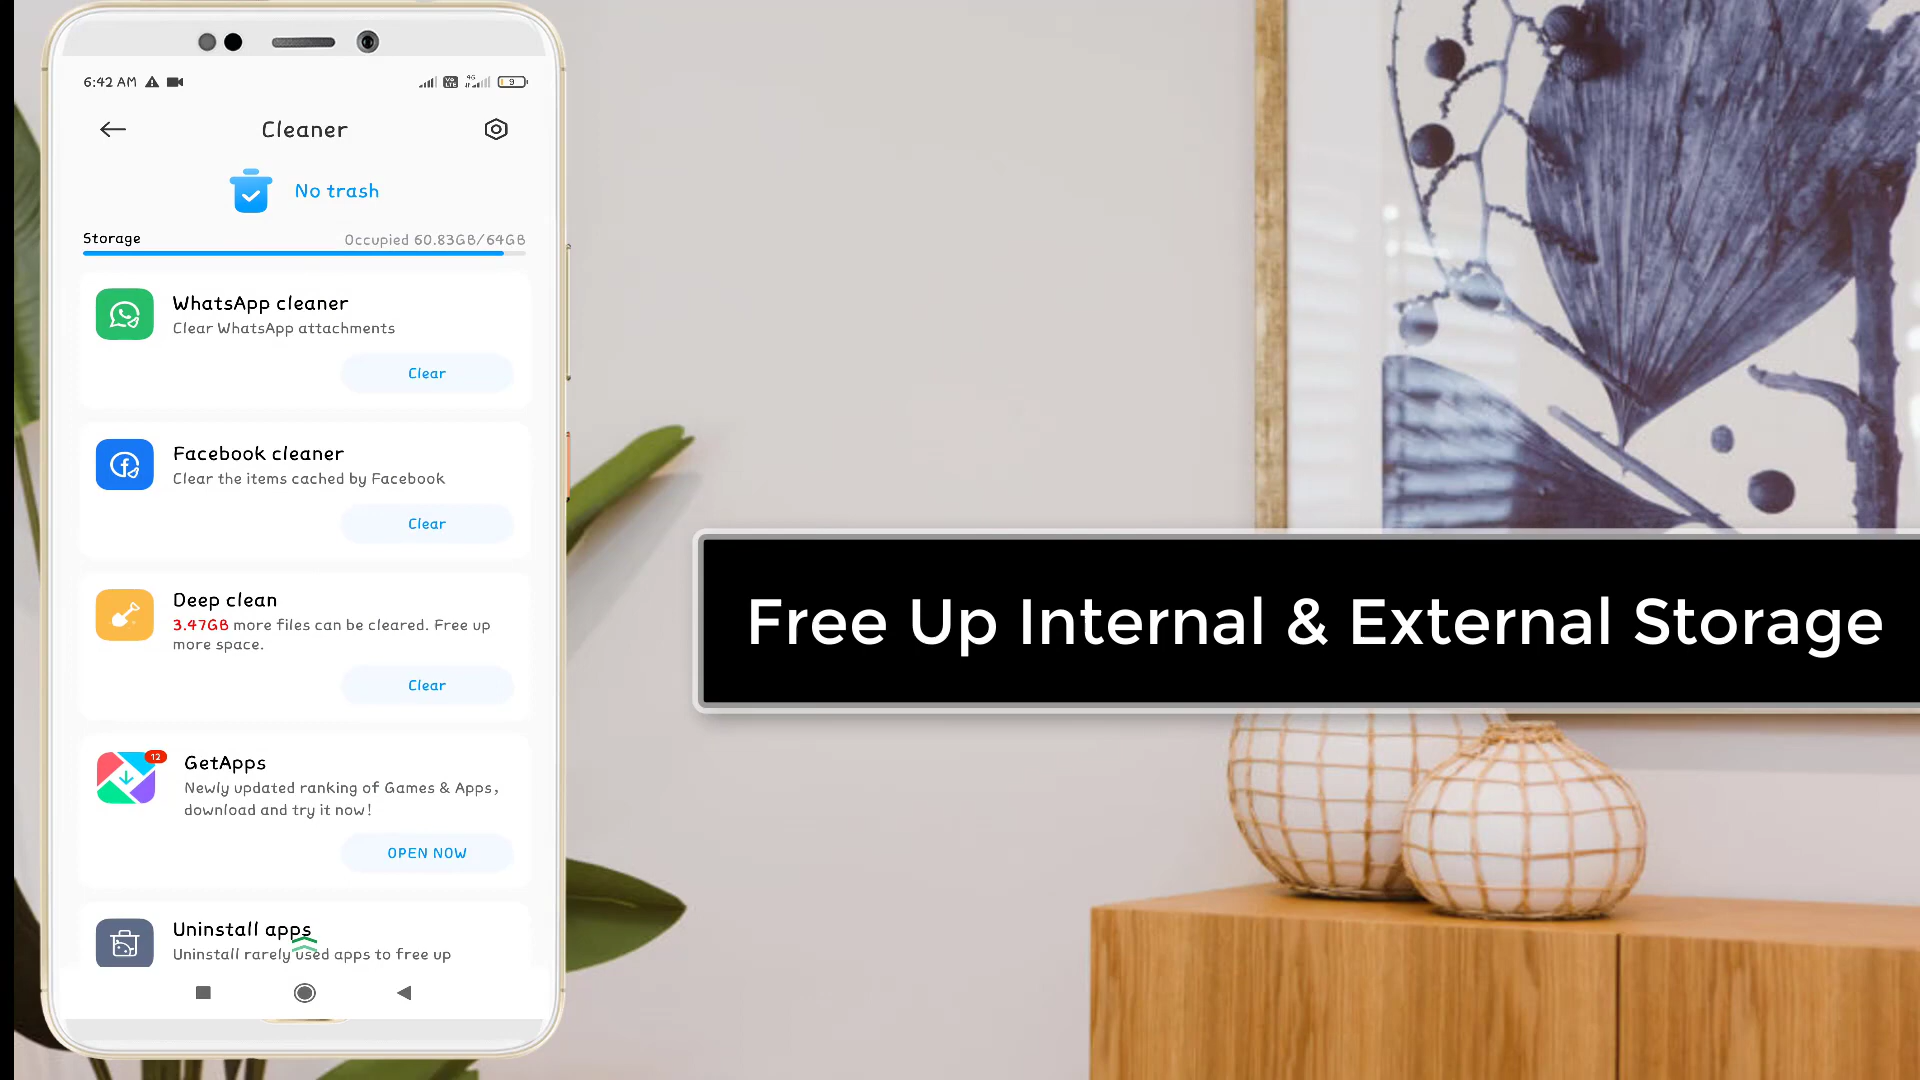 6:42 AM
4G
9
Cleaner
No trash
Storage
Occupied 60.83GB/64GB
WhatsApp cleaner
Clear WhatsApp attachments
Clear
Facebook cleaner
Clear the items cached by Facebook
Clear
Deep clean
3.47GB more files can be cleared. Free up
more space.
Clear
12
GetApps
Newly updated ranking of Games & Apps,
download and try it now!
OPEN NOW
Uninstall apps
Uninstall rarely used apps to free up
Free Up Internal & External Storage